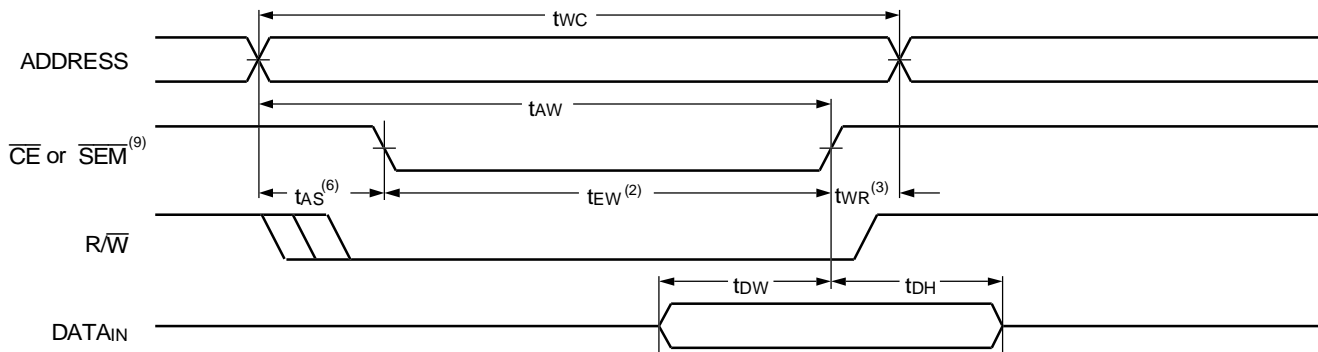 tWC
ADDRESS
tAW
CE or SEM(9)
tAS(6) tEW(2) tWR(3)
R/W
tDW tDH
DATAIN